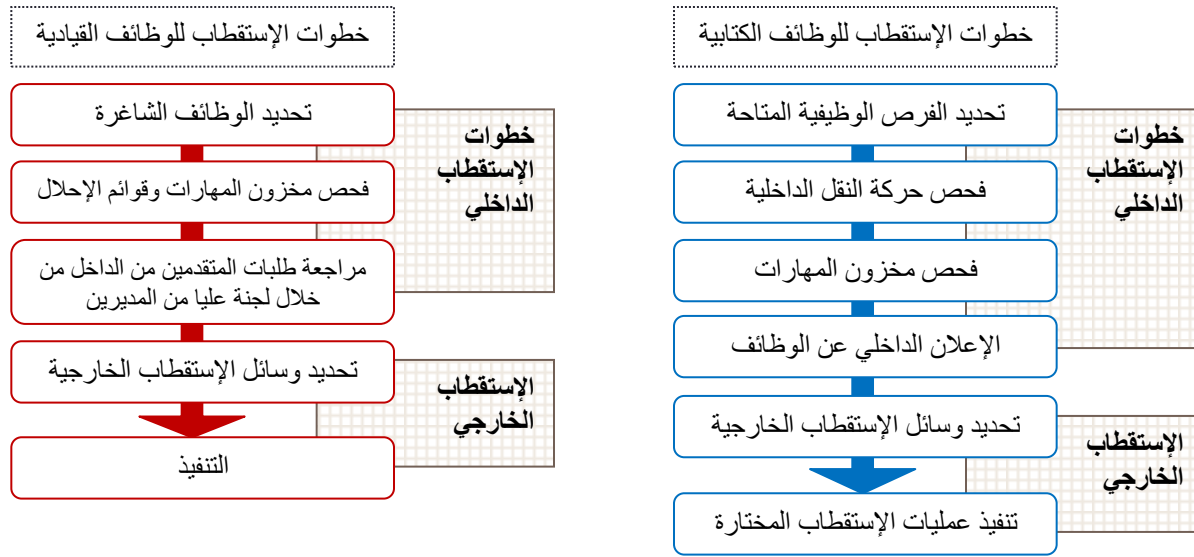 خطوات الإستقطاب للوظائف الكتابية
خطوات
الإستقطاب
الداخلي
تحديد الفرص الوظيفية المتاحة
فحص حركة النقل الداخلية
فحص مخزون المهارات
الإعلان الداخلي عن الوظائف
الإستقطاب
الخارجي
تحديد وسائل الإستقطاب الخارجية
تنفيذ عمليات الإستقطاب المختارة
خطوات الإستقطاب للوظائف القيادية
خطوات
الإستقطاب
الداخلي
تحديد الوظائف الشاغرة
فحص مخزون المهارات وقوائم الإحلال
مراجعة طلبات المتقدمين من الداخل من
خلال لجنة عليا من المديرين
الإستقطاب
الخارجي
تحديد وسائل الإستقطاب الخارجية
التنفيذ